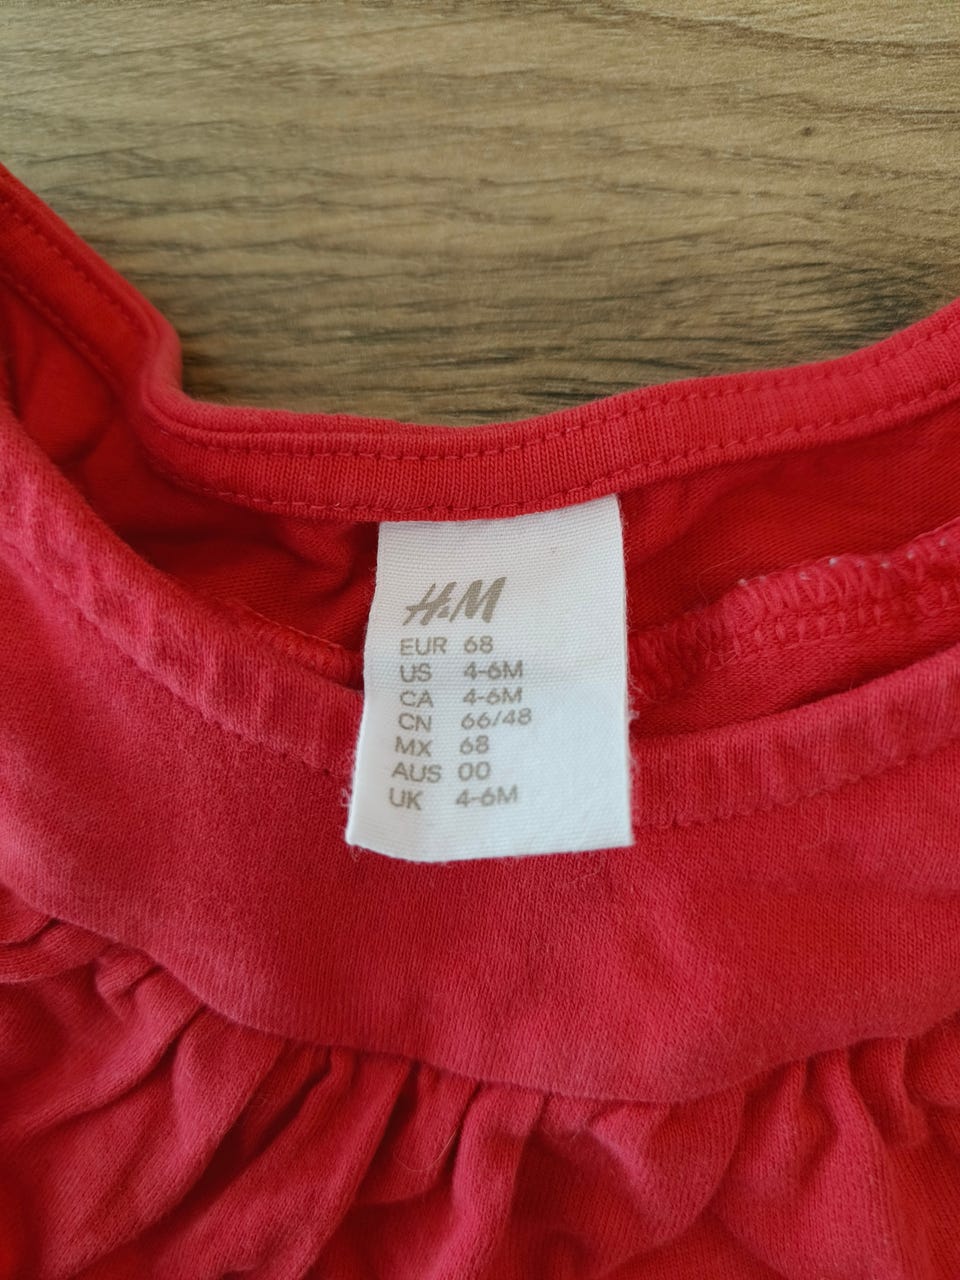 H&M
EUR 68
US 4-6M
CA 4-6M
CN 66/48
MX 68
AUS 00
UK 4-6M